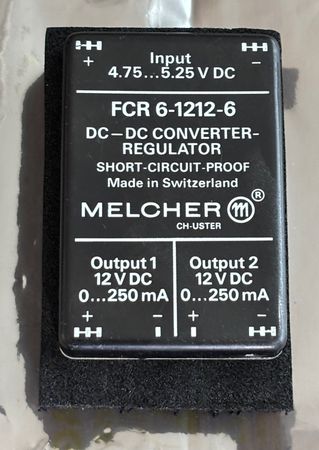 Input
+ 4.75...5.25 V DC −
FCR 6-1212-6
DC–DC CONVERTER-
REGULATOR
SHORT-CIRCUIT-PROOF
Made in Switzerland
MELCHER m ®
CH-USTER
Output 1 Output 2
12 V DC 12 V DC
0...250 mA 0...250 mA
+ − + −